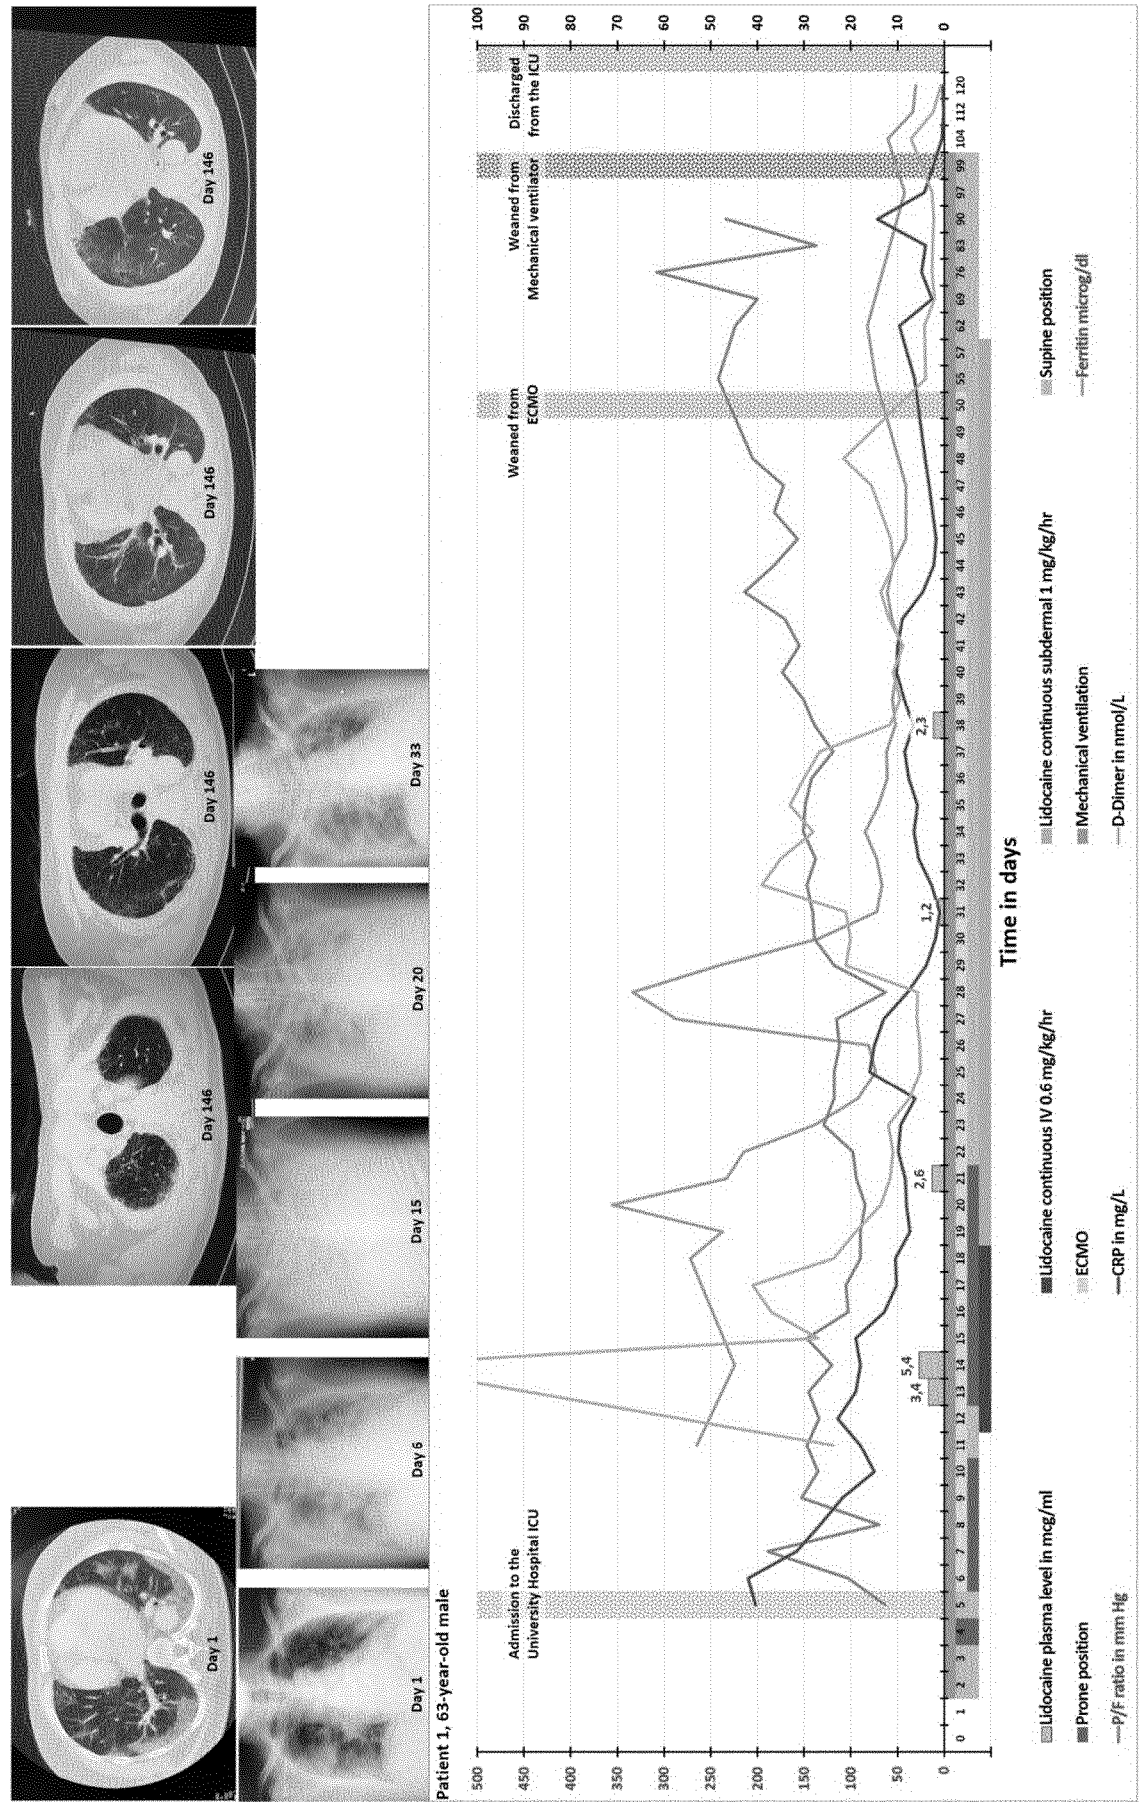 Day 1
Day 146
Day 146
Day 146
Day 146
Day 1
Day 6
Day 15
Day 20
Day 33
Patient 1, 63-year-old male
Admission to the
University Hospital ICU
Weaned from
ECMO
Weaned from
Mechanical ventilator
Discharged
from the ICU
500
450
400
350
300
250
200
150
100
50
0
100
90
80
70
60
50
40
30
20
10
0
3,4
5,4
2,6
1,2
2,3
0 1 2 3 4 5 6 7 8 9 10 11 12 13 14 15 16 17 18 19 20 21 22 23 24 25 26 27 28 29 30 31 32 33 34 35 36 37 38 39 40 41 42 43 44 45 46 47 48 49 50 55 57 62 69 76 83 90 97 99 104 112 120
Time in days
Lidocaine plasma level in mcg/ml Lidocaine continuous IV 0.6 mg/kg/hr Lidocaine continuous subdermal 1 mg/kg/hr Supine position
Prone position ECMO Mechanical ventilation Ferritin microg/dl
P/F ratio in mm Hg CRP in mg/L D-Dimer in nmol/L